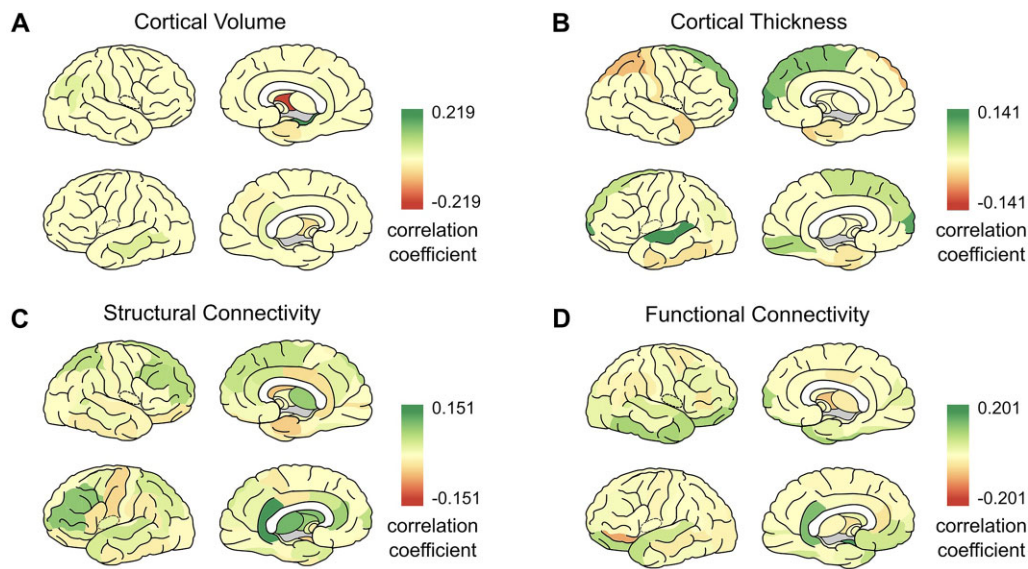 A
Cortical Volume
0.219
-0.219
correlation
coefficient
B
Cortical Thickness
0.141
-0.141
correlation
coefficient
C
Structural Connectivity
0.151
-0.151
correlation
coefficient
D
Functional Connectivity
0.201
-0.201
correlation
coefficient